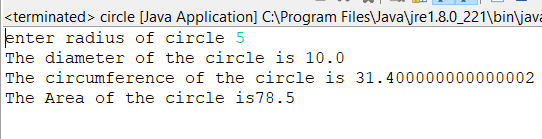 <terminated> circle [Java Application] C:\Program Files\Java\jre1.8.0_221\bin\java
enter radius of circle 5
The diameter of the circle is 10.0
The circumference of the circle is 31.400000000000002
The Area of the circle is78.5